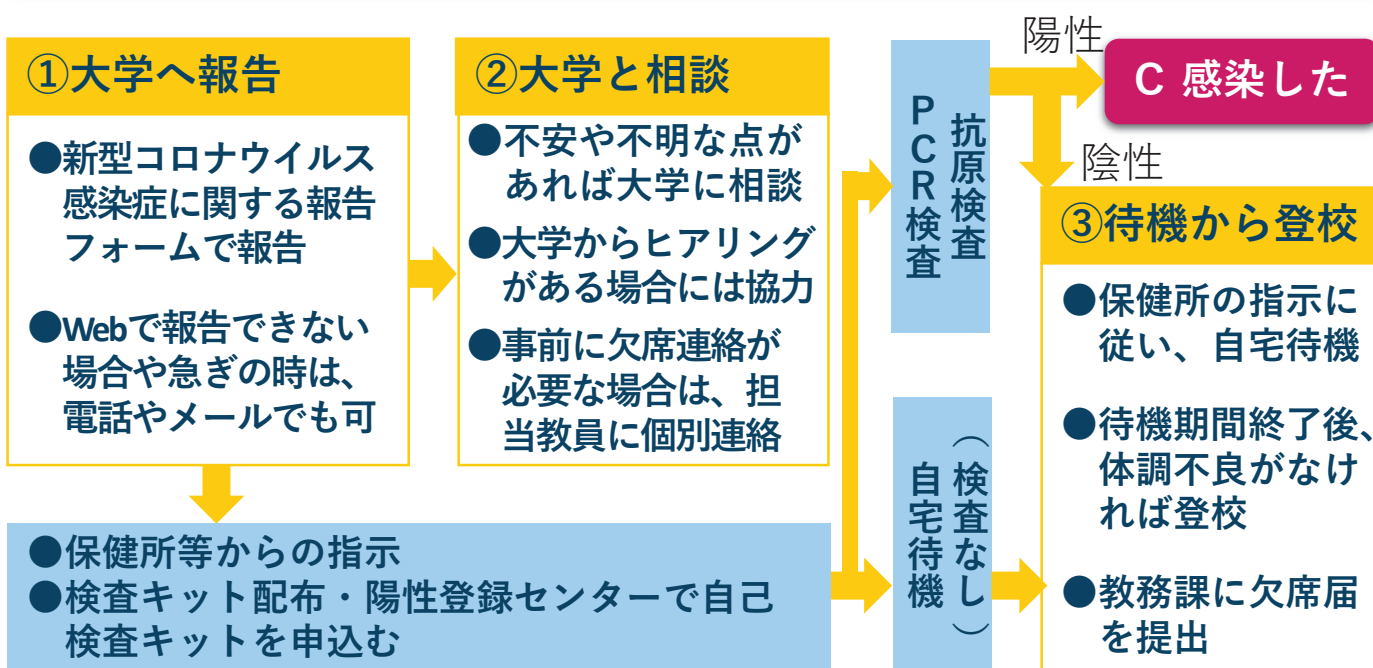 ①大学へ報告
●新型コロナウイルス
感染症に関する報告
フォームで報告
●Webで報告できない
場合や急ぎの時は、
電話やメールでも可
②大学と相談
●不安や不明な点が
あれば大学に相談
●大学からヒアリング
がある場合には協力
●事前に欠席連絡が
必要な場合は、担
当教員に個別連絡
●保健所等からの指示
●検査キット配布・陽性登録センターで自己
検査キットを申込む
抗原検査
PCR検査
（検査なし）
自宅待機
陽性
C 感染した
陰性
③待機から登校
●保健所の指示に
従い、自宅待機
●待機期間終了後、
体調不良がなけ
れば登校
●教務課に欠席届
を提出